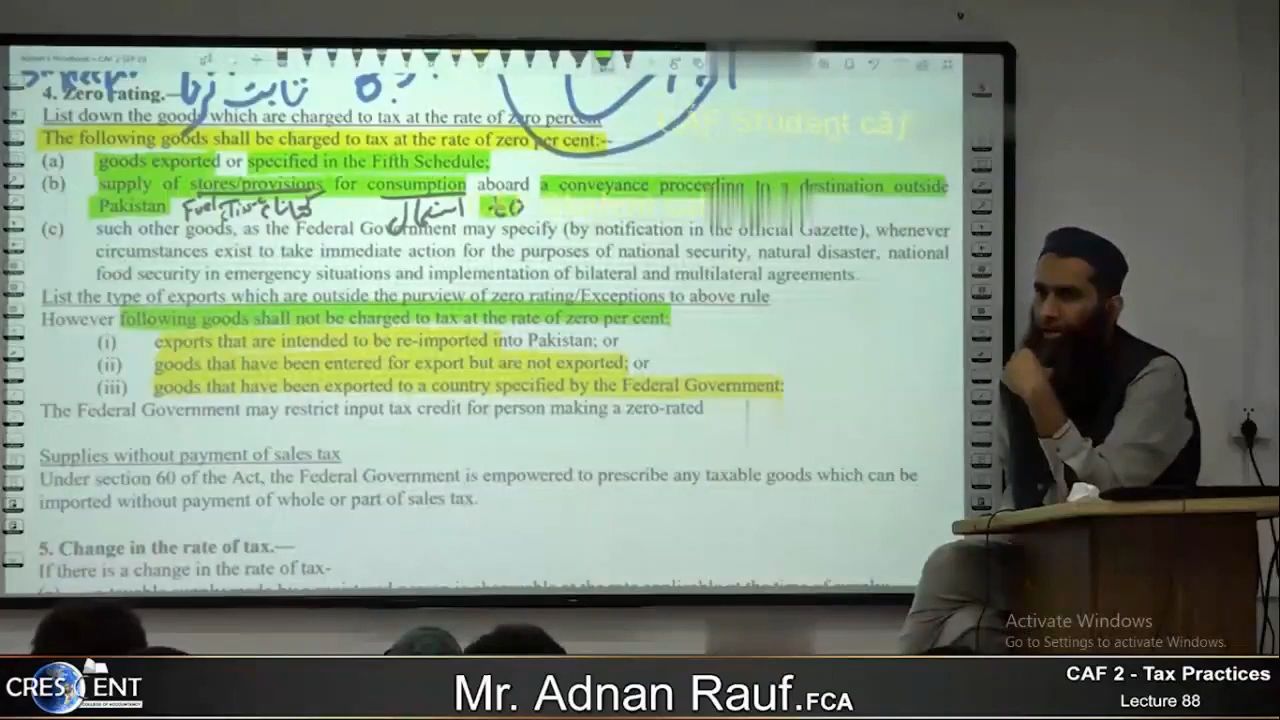 4. Zero rating.—
ثابت کرنا
List down the goods which are charged to tax at the rate of zero percent
The following goods shall be charged to tax at the rate of zero per cent:--
CAF Student caf
(a) goods exported or specified in the Fifth Schedule;
(b) supply of stores/provisions for consumption aboard a conveyance proceeding to a destination outside
Pakistan
Fuel
استعمال
(c) such other goods, as the Federal Government may specify (by notification in the official Gazette), whenever
circumstances exist to take immediate action for the purposes of national security, natural disaster, national
food security in emergency situations and implementation of bilateral and multilateral agreements.
List the type of exports which are outside the purview of zero rating/Exceptions to above rule
However following goods shall not be charged to tax at the rate of zero per cent;
(i) exports that are intended to be re-imported into Pakistan; or
(ii) goods that have been entered for export but are not exported; or
(iii) goods that have been exported to a country specified by the Federal Government:
The Federal Government may restrict input tax credit for person making a zero-rated
Supplies without payment of sales tax
Under section 60 of the Act, the Federal Government is empowered to prescribe any taxable goods which can be
imported without payment of whole or part of sales tax.
5. Change in the rate of tax.—
If there is a change in the rate of tax-
Activate Windows
Go to Settings to activate Windows.
CRESCENT
COLLEGE OF ACCOUNTANCY
Mr. Adnan Rauf.FCA
CAF 2 - Tax Practices
Lecture 88